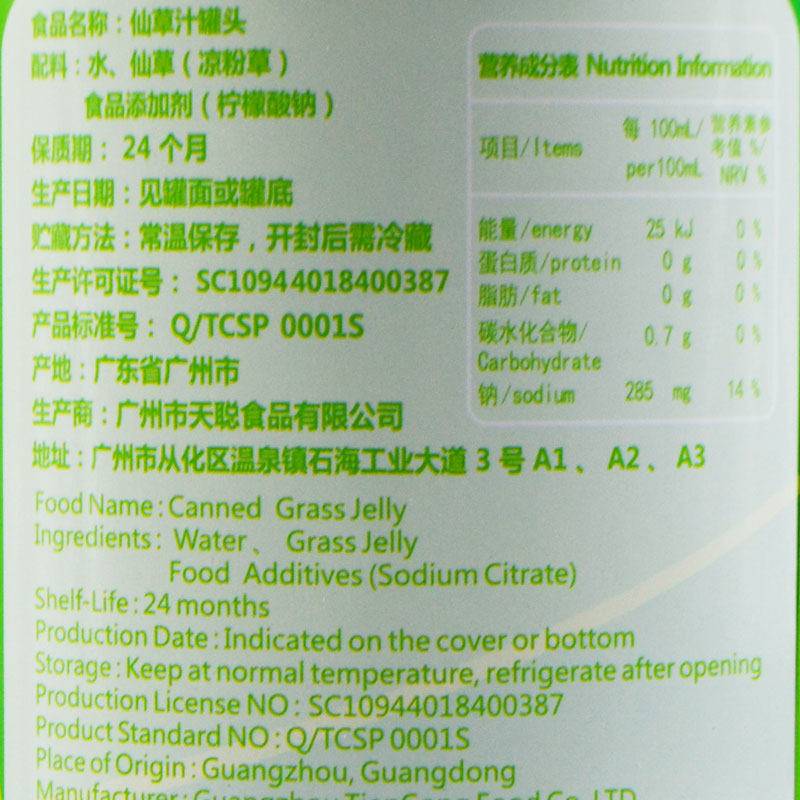 食品名称：仙草汁罐头
配料：水、仙草（凉粉草）
食品添加剂（柠檬酸钠）
保质期：24个月
生产日期：见罐面或罐底
贮藏方法：常温保存，开封后需冷藏
生产许可证号：SC10944018400387
产品标准号：Q/TCSP 0001S
产地：广东省广州市
生产商：广州市天聪食品有限公司
地址：广州市从化区温泉镇石海工业大道3号A1、A2、A3
营养成分表 Nutrition Information
项目/Items 每 100mL/per100mL 营养素参考值 %/NRV %
能量/energy 25 kJ 0 %
蛋白质/protein 0 g 0 %
脂肪/fat 0 g 0 %
碳水化合物/ 0.7 g 0 %
Carbohydrate
钠/sodium 285 mg 14 %
Food Name: Canned Grass Jelly
Ingredients: Water、 Grass Jelly
Food Additives (Sodium Citrate)
Shelf-Life: 24 months
Production Date: Indicated on the cover or bottom
Storage: Keep at normal temperature, refrigerate after opening
Production License NO: SC10944018400387
Product Standard NO: Q/TCSP 0001S
Place of Origin: Guangzhou, Guangdong
Manufacturer: Guangzhou TianCong Food Co. LTD